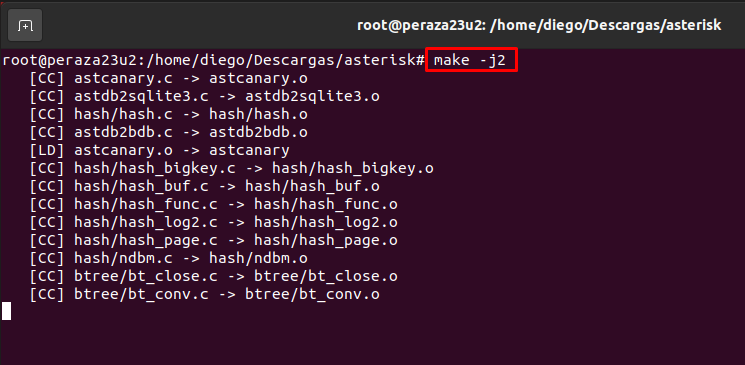 root@peraza23u2: /home/diego/Descargas/asterisk
root@peraza23u2:/home/diego/Descargas/asterisk# make -j2
[CC] astcanary.c -> astcanary.o
[CC] astdb2sqlite3.c -> astdb2sqlite3.o
[CC] hash/hash.c -> hash/hash.o
[CC] astdb2bdb.c -> astdb2bdb.o
[LD] astcanary.o -> astcanary
[CC] hash/hash_bigkey.c -> hash/hash_bigkey.o
[CC] hash/hash_buf.c -> hash/hash_buf.o
[CC] hash/hash_func.c -> hash/hash_func.o
[CC] hash/hash_log2.c -> hash/hash_log2.o
[CC] hash/hash_page.c -> hash/hash_page.o
[CC] hash/ndbm.c -> hash/ndbm.o
[CC] btree/bt_close.c -> btree/bt_close.o
[CC] btree/bt_conv.c -> btree/bt_conv.o